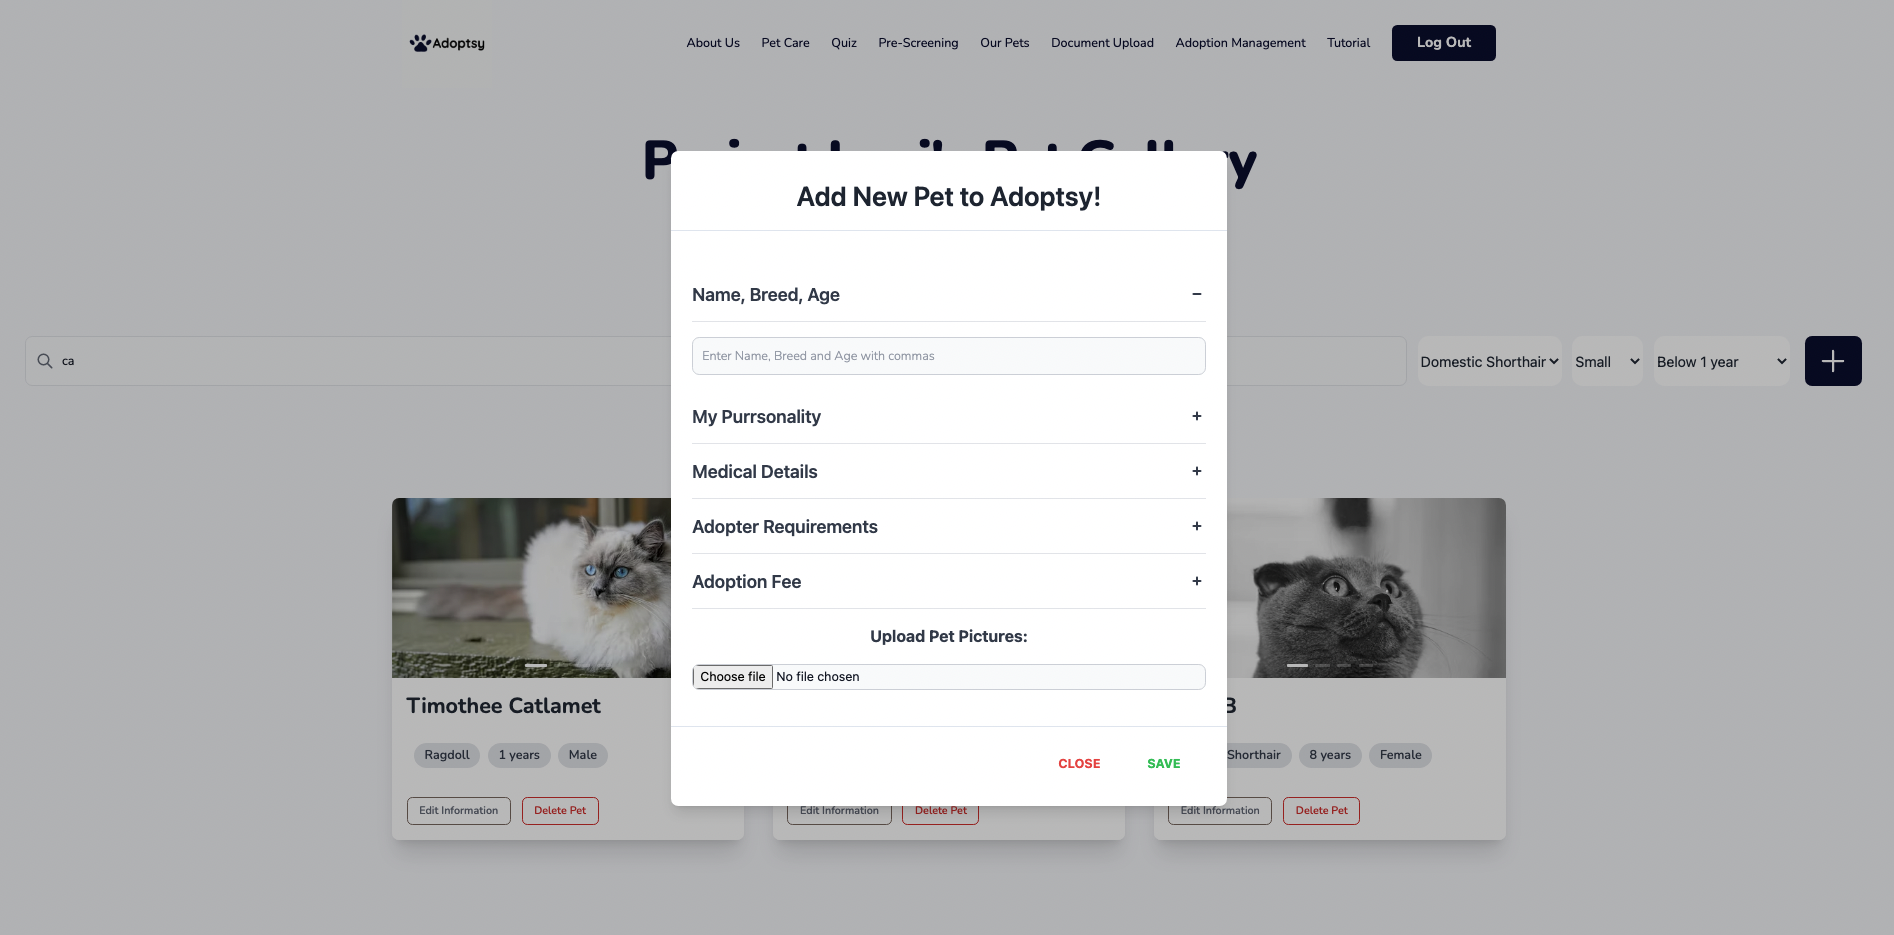 Adoptsy
About Us Pet Care Quiz Pre-Screening Our Pets Document Upload Adoption Management Tutorial Log Out
Add New Pet to Adoptsy!
Name, Breed, Age −
Enter Name, Breed and Age with commas
ca
Domestic Shorthair Small Below 1 year
My Purrsonality +
Medical Details +
Adopter Requirements +
Adoption Fee +
Upload Pet Pictures:
Choose file No file chosen
CLOSE SAVE
Timothee Catlamet
Ragdoll 1 years Male
Edit Information Delete Pet
Edit Information Delete Pet
Shorthair 8 years Female
Edit Information Delete Pet